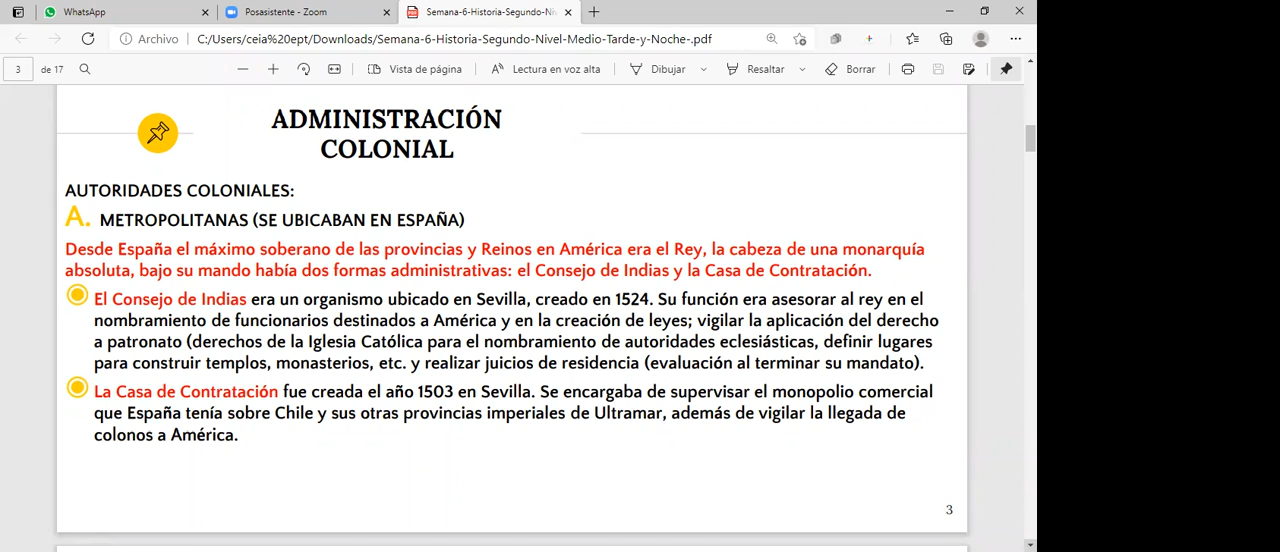 WhatsApp
Posasistente - Zoom
Semana-6-Historia-Segundo-Niv
Archivo
C:/Users/ceia%20ept/Downloads/Semana-6-Historia-Segundo-Nivel-Medio-Tarde-y-Noche-.pdf
3 de 17
Vista de página
Lectura en voz alta
Dibujar
Resaltar
Borrar
ADMINISTRACIÓN
COLONIAL
AUTORIDADES COLONIALES:
A. METROPOLITANAS (SE UBICABAN EN ESPAÑA)
Desde España el máximo soberano de las provincias y Reinos en América era el Rey, la cabeza de una monarquía
absoluta, bajo su mando había dos formas administrativas: el Consejo de Indias y la Casa de Contratación.
El Consejo de Indias era un organismo ubicado en Sevilla, creado en 1524. Su función era asesorar al rey en el
nombramiento de funcionarios destinados a América y en la creación de leyes; vigilar la aplicación del derecho
a patronato (derechos de la Iglesia Católica para el nombramiento de autoridades eclesiásticas, definir lugares
para construir templos, monasterios, etc. y realizar juicios de residencia (evaluación al terminar su mandato).
La Casa de Contratación fue creada el año 1503 en Sevilla. Se encargaba de supervisar el monopolio comercial
que España tenía sobre Chile y sus otras provincias imperiales de Ultramar, además de vigilar la llegada de
colonos a América.
3